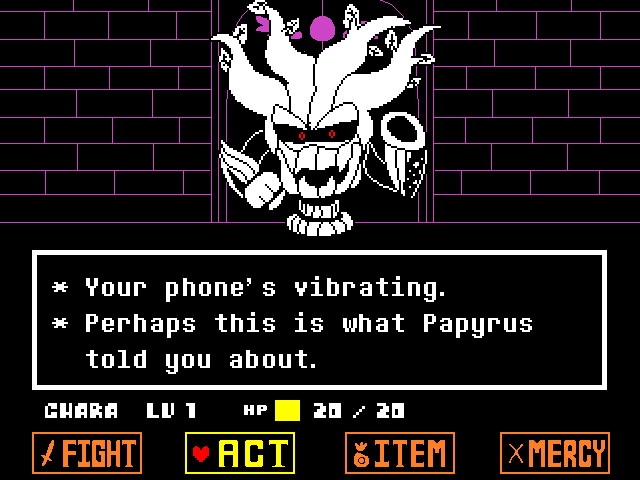 * Your phone's vibrating.
* Perhaps this is what Papyrus
told you about.
CHARA LV 1 HP 20 / 20
FIGHT ACT ITEM MERCY